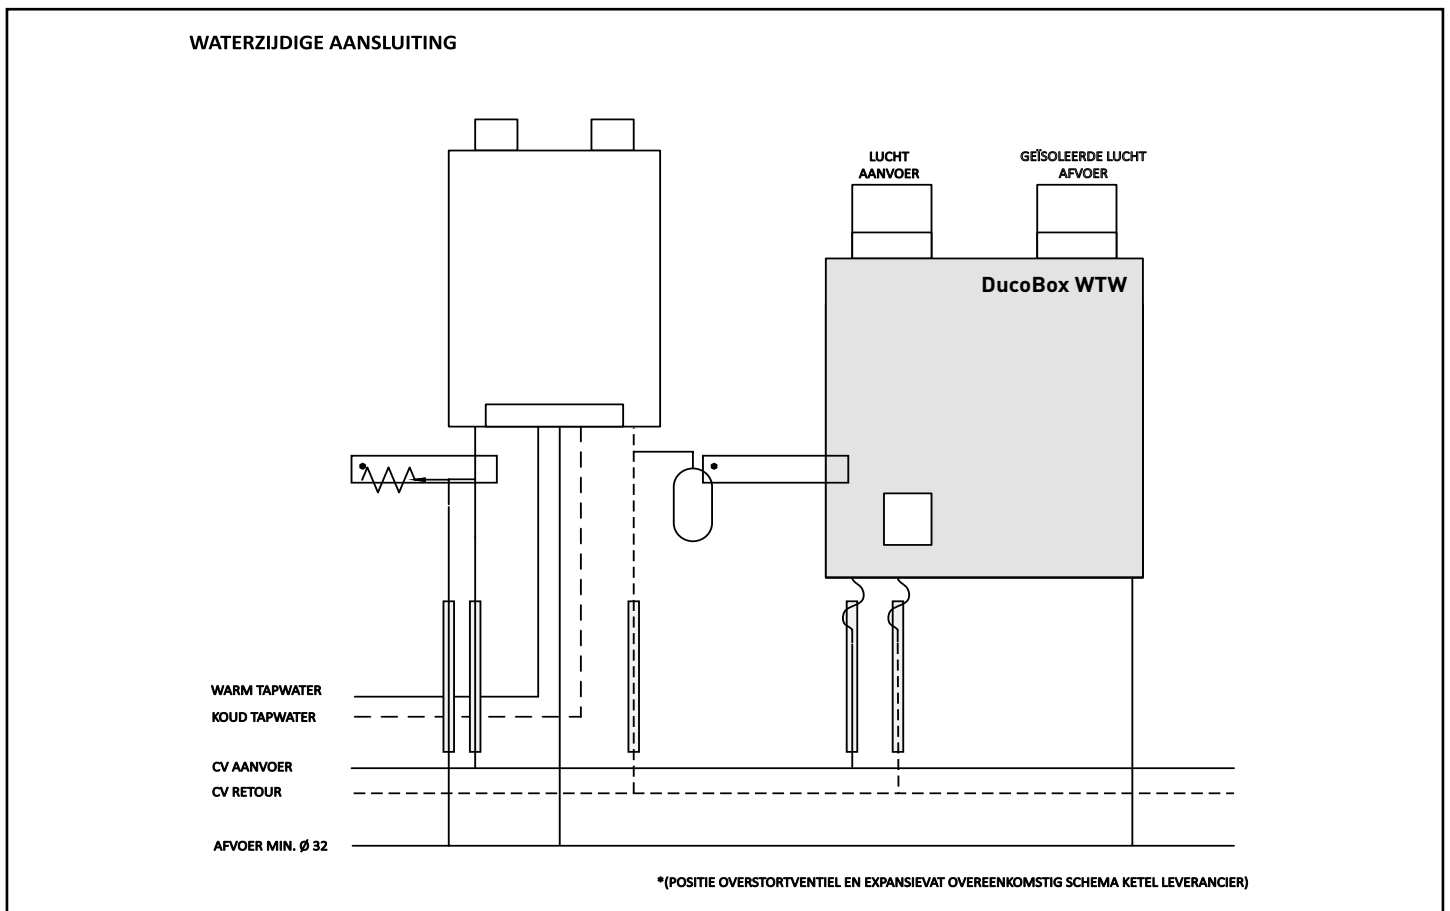 WATERZIJDIGE AANSLUITING
LUCHT
AANVOER
GEÏSOLEERDE LUCHT
AFVOER
DucoBox WTW
*
*
WARM TAPWATER
KOUD TAPWATER
CV AANVOER
CV RETOUR
AFVOER MIN. Ø 32
*(POSITIE OVERSTORTVENTIEL EN EXPANSIEVAT OVEREENKOMSTIG SCHEMA KETEL LEVERANCIER)